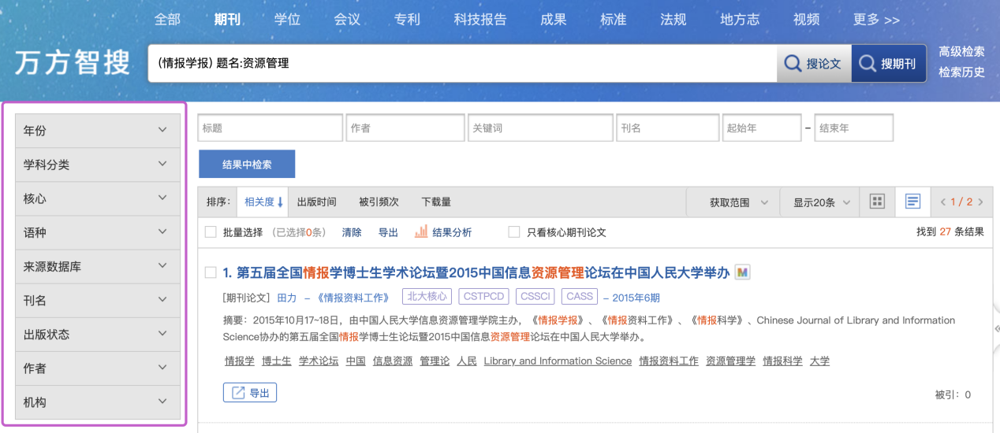 全部 期刊 学位 会议 专利 科技报告 成果 标准 法规 地方志 视频 更多 >>
万方智搜
(情报学报) 题名:资源管理
搜论文
搜期刊
高级检索
检索历史
年份
学科分类
核心
语种
来源数据库
刊名
出版状态
作者
机构
标题 作者 关键词 刊名 起始年 – 结束年
结果中检索
排序: 相关度 出版时间 被引频次 下载量 获取范围 显示20条 < 1 / 2 >
批量选择 (已选择0条) 清除 导出 结果分析 只看核心期刊论文 找到 27 条结果
1. 第五届全国情报学博士生学术论坛暨2015中国信息资源管理论坛在中国人民大学举办 M
[期刊论文] 田力 – 《情报资料工作》 北大核心 CSTPCD CSSCI CASS – 2015年6期
摘要：2015年10月17~18日，由中国人民大学信息资源管理学院主办，《情报学报》、《情报资料工作》、《情报科学》、Chinese Journal of Library and Information
Science协办的第五届全国情报学博士生论坛暨2015中国信息资源管理论坛在中国人民大学举办。
情报学 博士生 学术论坛 中国 信息资源 管理论 人民 Library and Information Science 情报资料工作 资源管理学 情报科学 大学
导出
被引：0